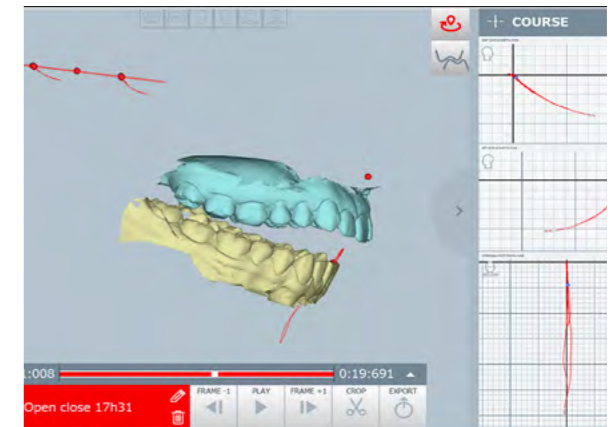 COURSE
:008
0:19:691
Open close 17h31
FRAME -1
PLAY
FRAME +1
CROP
EXPORT